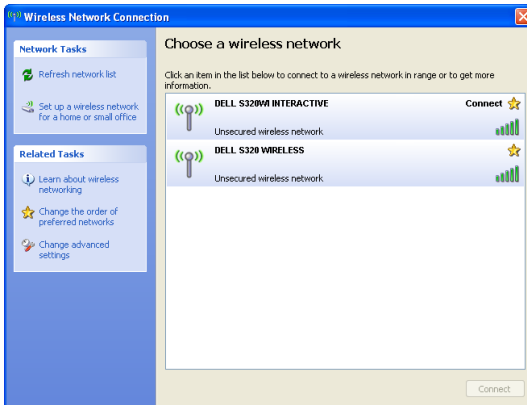 Wireless Network Connection
Network Tasks
Refresh network list
Set up a wireless network
for a home or small office
Related Tasks
Learn about wireless
networking
Change the order of
preferred networks
Change advanced
settings
Choose a wireless network
Click an item in the list below to connect to a wireless network in range or to get more
information.
DELL S320WI INTERACTIVE
Connect
Unsecured wireless network
DELL S320 WIRELESS
Unsecured wireless network
Connect